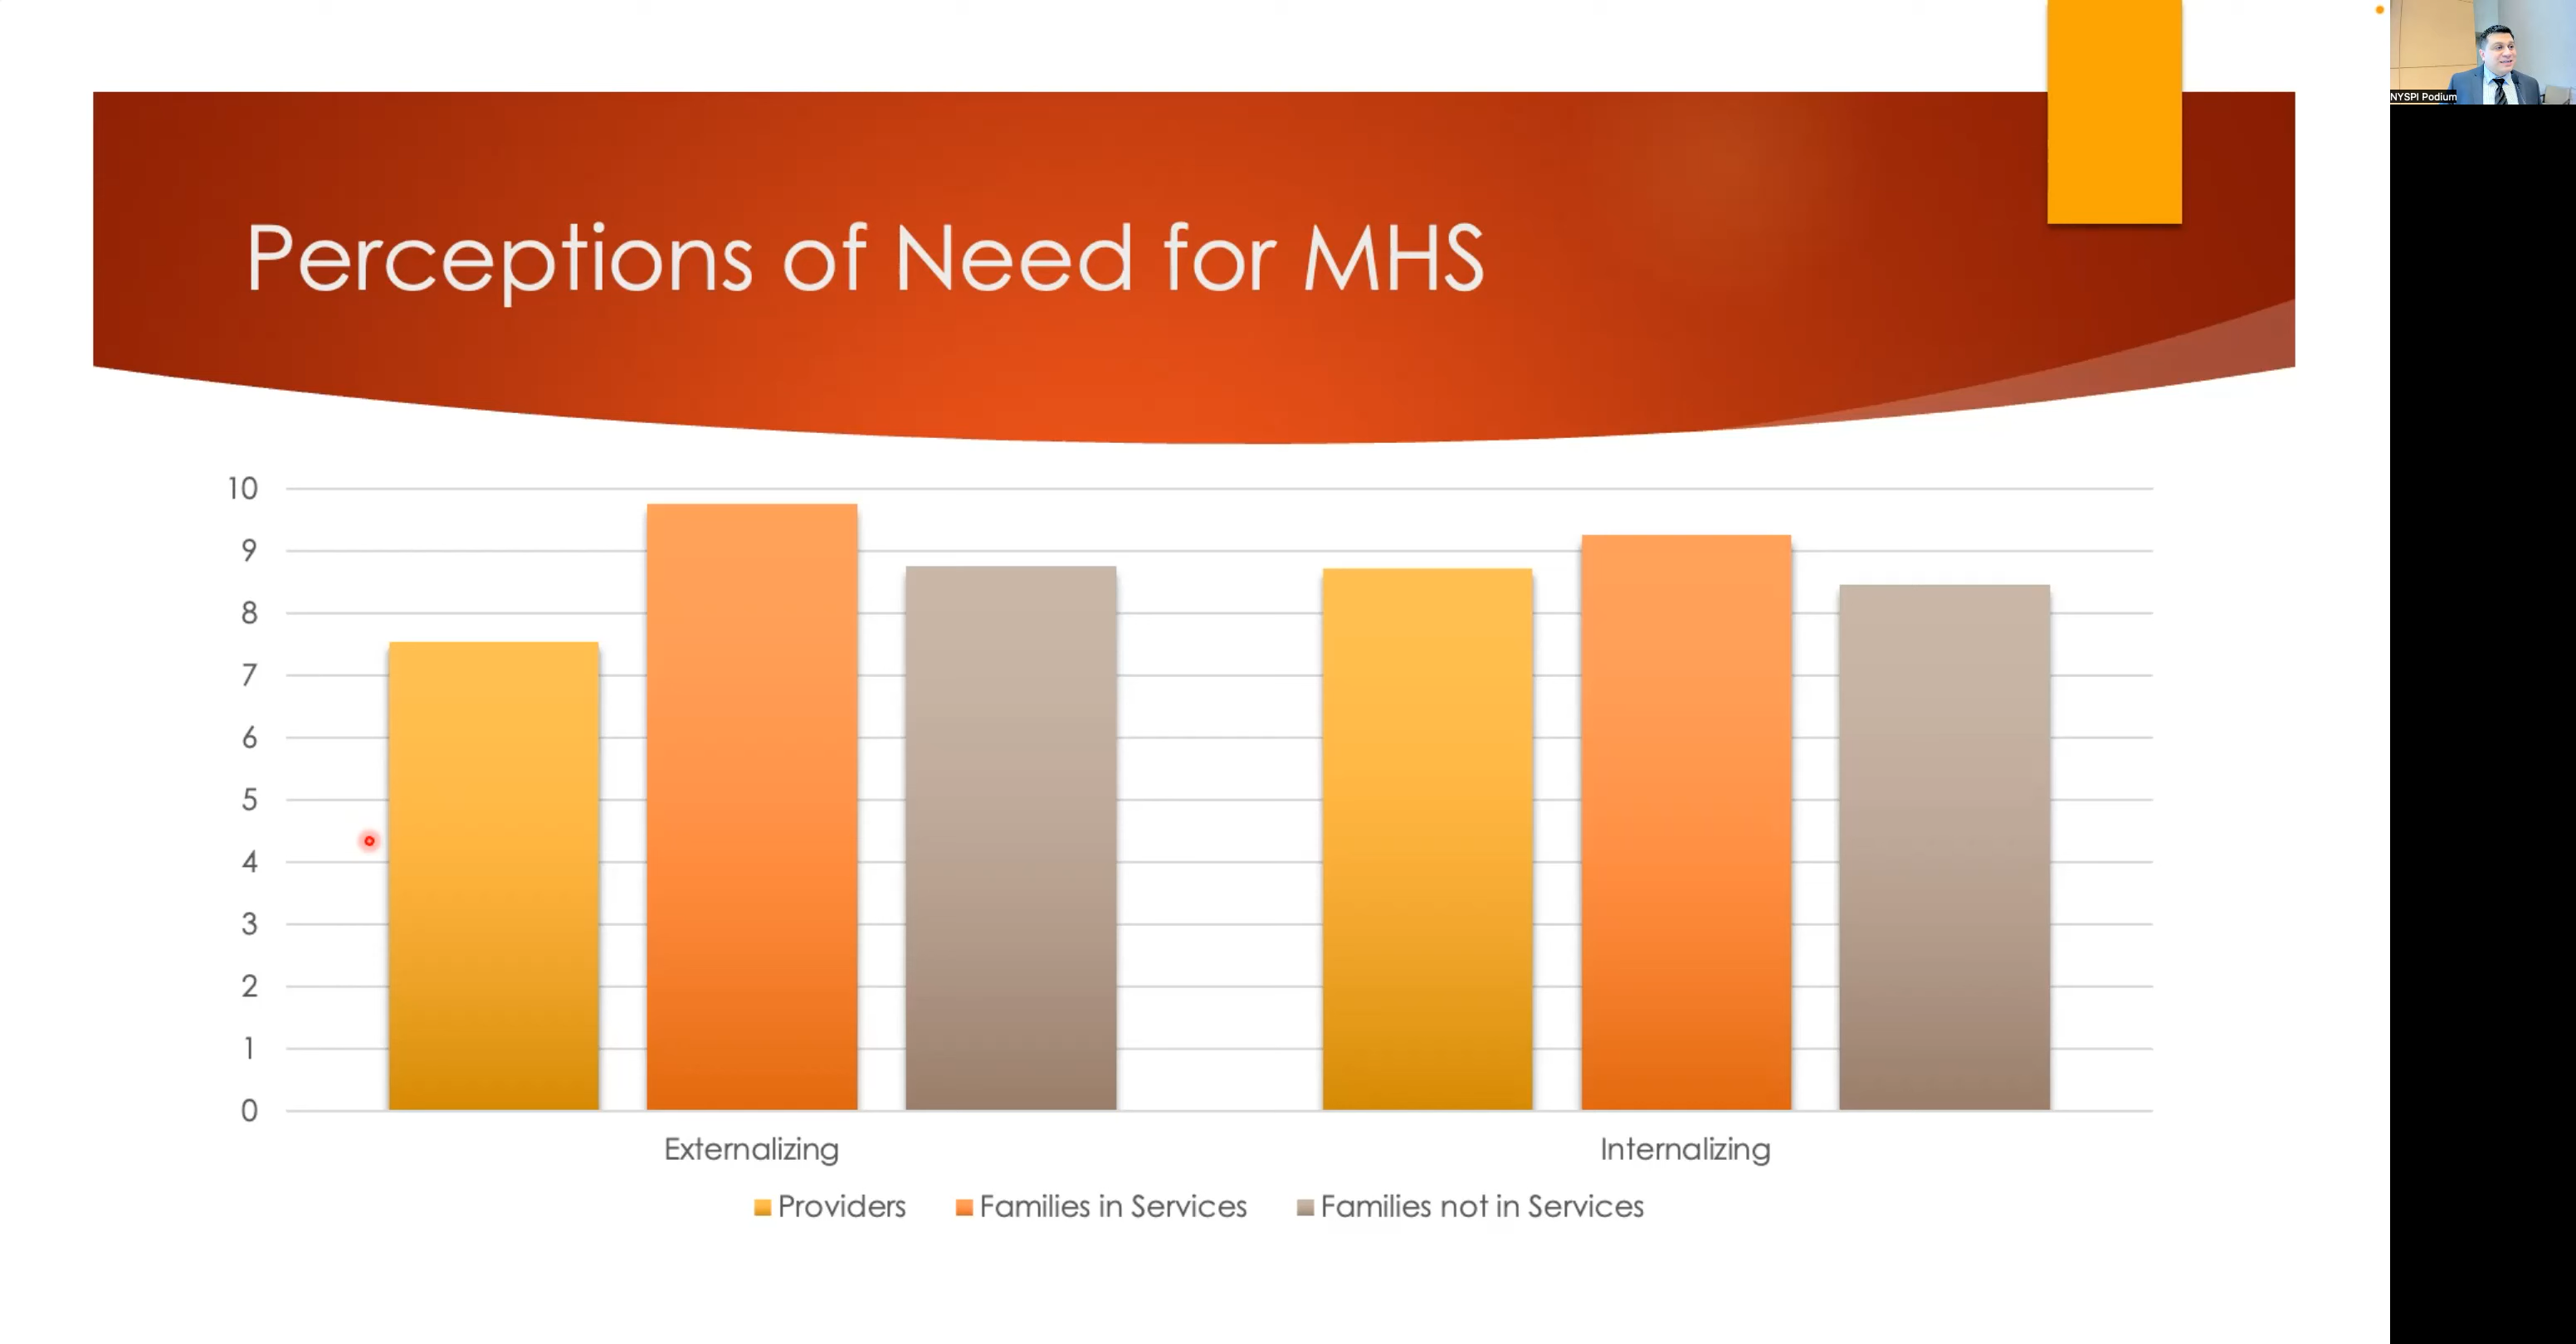 NYSPI Podium
Perceptions of Need for MHS
10
9
8
7
6
5
4
3
2
1
0
Externalizing
Internalizing
Providers
Families in Services
Families not in Services